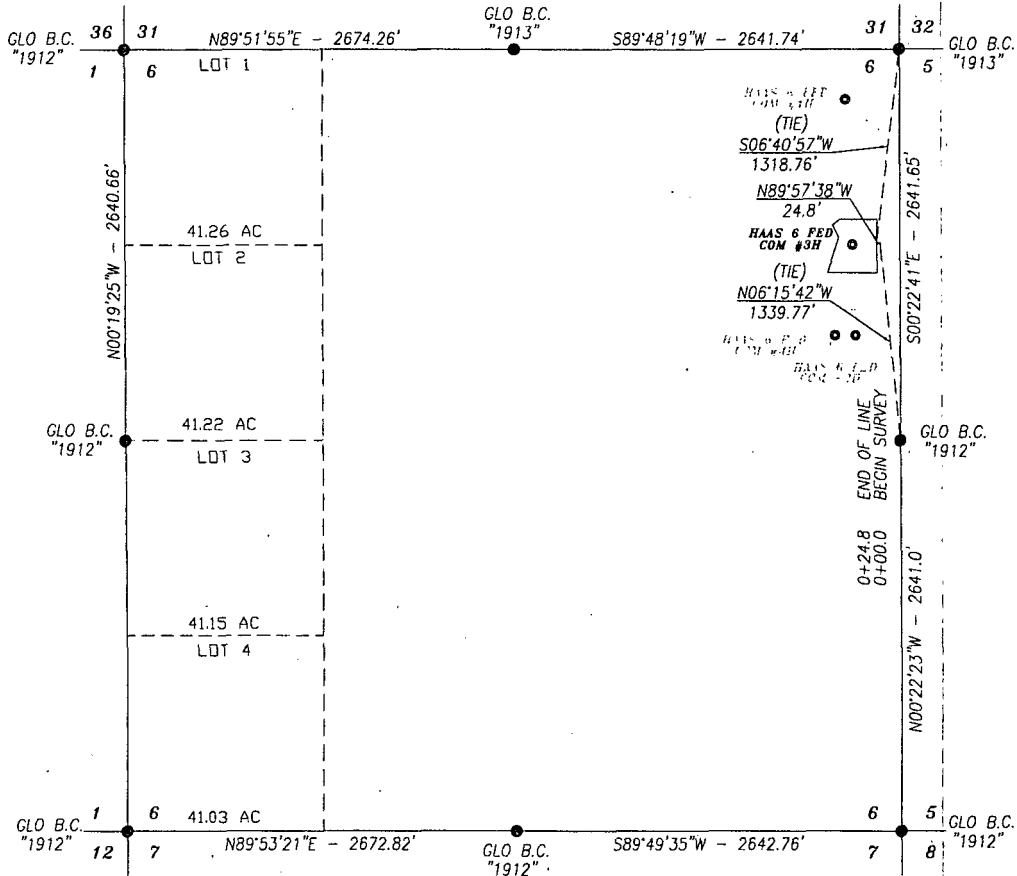 GLO B.C.
"1913"
36 31
N89°51'55"E - 2674.26'
S89°48'19"W - 2641.74'
31 32
GLO B.C.
"1912"
LOT 1
1 6
6 5
GLO B.C.
"1913"
(TIE)
S06°40'57"W
1318.76'
N89°57'38"W
24.8'
HAAS 6 FED
COM #3H
(TIE)
N06°15'42"W
1339.77'
N00°19'25"W - 2640.66'
S00°22'41"E - 2641.65'
41.26 AC
LOT 2
HAAS 6 FED
41.22 AC
LOT 3
GLO B.C.
"1912"
END OF LINE
BEGIN SURVEY
0+24.8
0+00.0
GLO B.C.
"1912"
N00°22'23"W - 2641.0'
41.15 AC
LOT 4
1 6
41.03 AC
6 5
GLO B.C.
"1912"
12 7
N89°53'21"E - 2672.82'
GLO B.C.
"1912"
S89°49'35"W - 2642.76'
7 8
GLO B.C.
"1912"